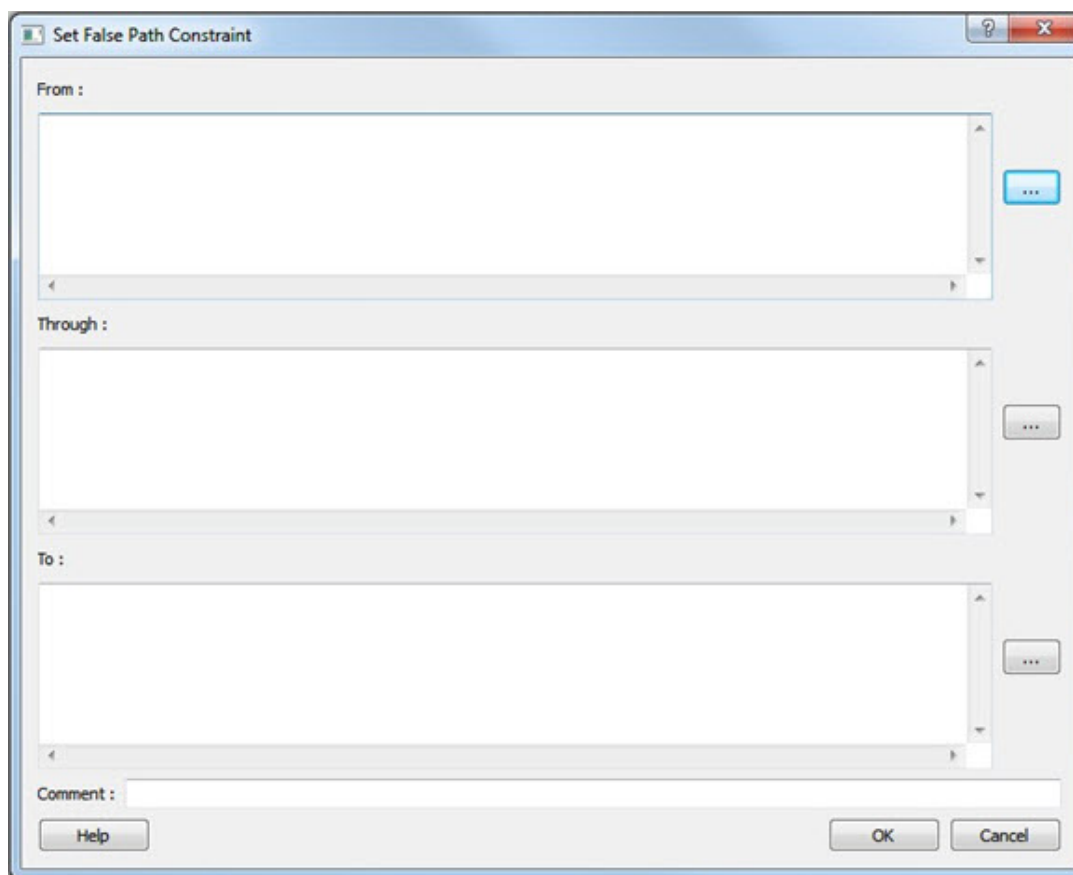 Set False Path Constraint
?
From :
...
Through :
...
To :
...
Comment :
Help
OK
Cancel